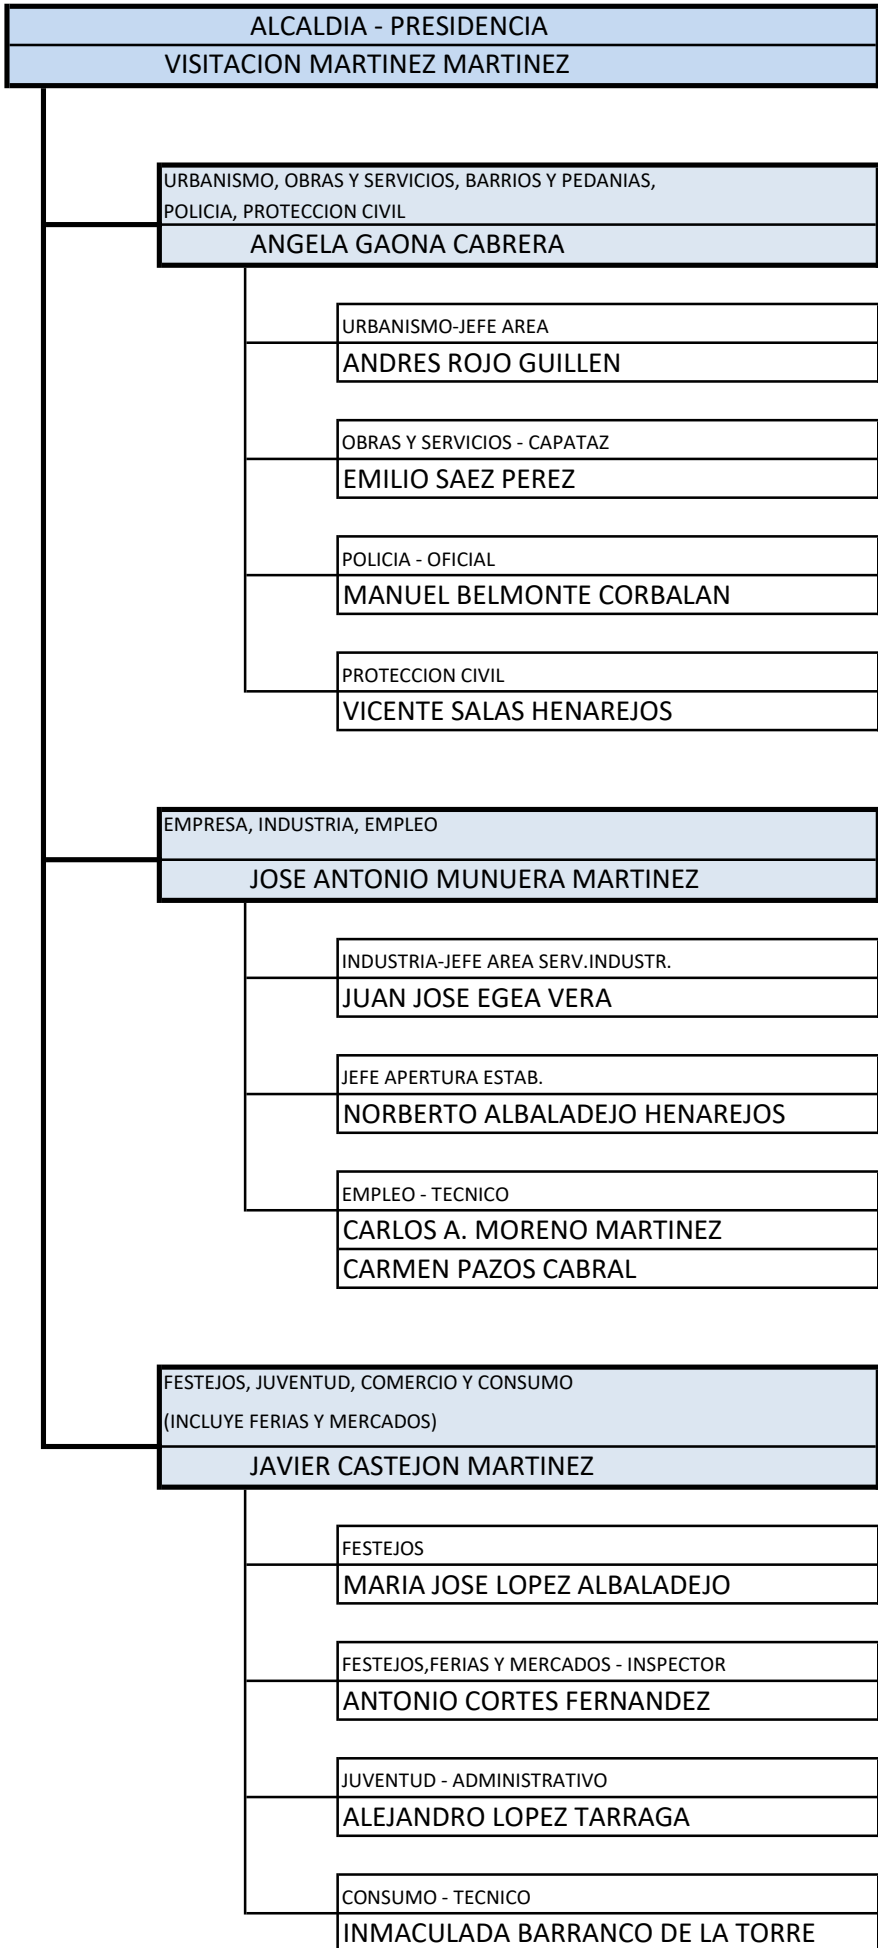 ALCALDIA - PRESIDENCIA
VISITACION MARTINEZ MARTINEZ
URBANISMO, OBRAS Y SERVICIOS, BARRIOS Y PEDANIAS,
POLICIA, PROTECCION CIVIL
ANGELA GAONA CABRERA
URBANISMO-JEFE AREA
ANDRES ROJO GUILLEN
OBRAS Y SERVICIOS - CAPATAZ
EMILIO SAEZ PEREZ
POLICIA - OFICIAL
MANUEL BELMONTE CORBALAN
PROTECCION CIVIL
VICENTE SALAS HENAREJOS
EMPRESA, INDUSTRIA, EMPLEO
JOSE ANTONIO MUNUERA MARTINEZ
INDUSTRIA-JEFE AREA SERV.INDUSTR.
JUAN JOSE EGEA VERA
JEFE APERTURA ESTAB.
NORBERTO ALBALADEJO HENAREJOS
EMPLEO - TECNICO
CARLOS A. MORENO MARTINEZ
CARMEN PAZOS CABRAL
FESTEJOS, JUVENTUD, COMERCIO Y CONSUMO
(INCLUYE FERIAS Y MERCADOS)
JAVIER CASTEJON MARTINEZ
FESTEJOS
MARIA JOSE LOPEZ ALBALADEJO
FESTEJOS,FERIAS Y MERCADOS - INSPECTOR
ANTONIO CORTES FERNANDEZ
JUVENTUD - ADMINISTRATIVO
ALEJANDRO LOPEZ TARRAGA
CONSUMO - TECNICO
INMACULADA BARRANCO DE LA TORRE